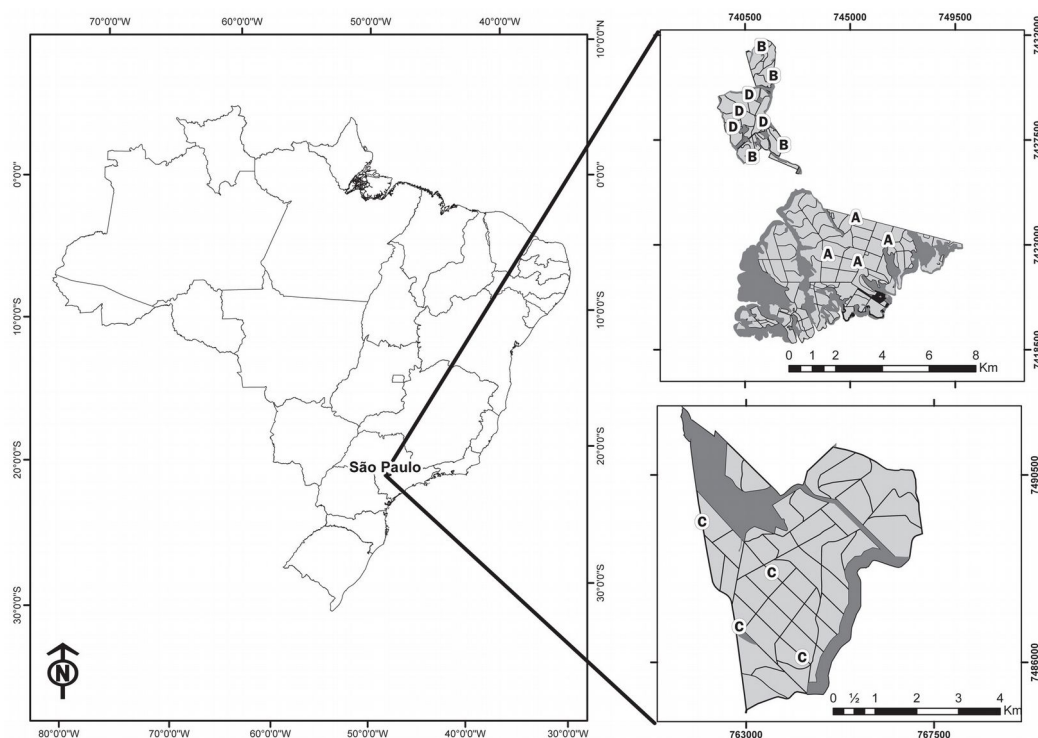 70°0'0"W 60°0'0"W 50°0'0"W 40°0'0"W
10°0'0"N
0°0'0"
10°0'0"S
20°0'0"S
30°0'0"S
0°0'0"
10°0'0"S
20°0'0"S
30°0'0"S
São Paulo
N
80°0'0"W 70°0'0"W 60°0'0"W 50°0'0"W 40°0'0"W 30°0'0"W
740500 745000 749500
7432000
7427500
7423000
7418500
B
B
D
D
D
D
B
B
A
A
A
A
0 1 2 4 6 8
Km
7490500
7486000
C
C
C
C
0 ½ 1 2 3 4
Km
763000 767500